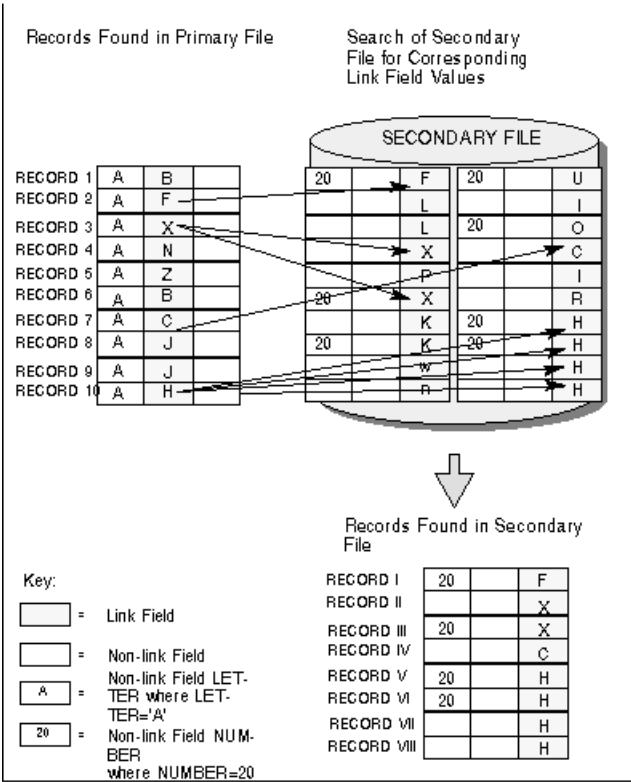 Records Found in Primary File
Search of Secondary
File for Corresponding
Link Field Values
SECONDARY FILE
RECORD 1 A B
RECORD 2 A F
RECORD 3 A X
RECORD 4 A N
RECORD 5 A Z
RECORD 6 A B
RECORD 7 A C
RECORD 8 A J
RECORD 9 A J
RECORD 10 A H
20 F 20 U
L I
L 20 O
X C
P I
20 X R
K 20 H
20 K 20 H
W H
H
Records Found in Secondary
File
RECORD I 20 F
RECORD II X
RECORD III 20 X
RECORD IV C
RECORD V 20 H
RECORD VI 20 H
RECORD VII H
RECORD VIII H
Key:
= Link Field
= Non-link Field
A = Non-link Field LET-
TER where LET-
TER='A'
20 = Non-link Field NUM-
BER
where NUMBER=20